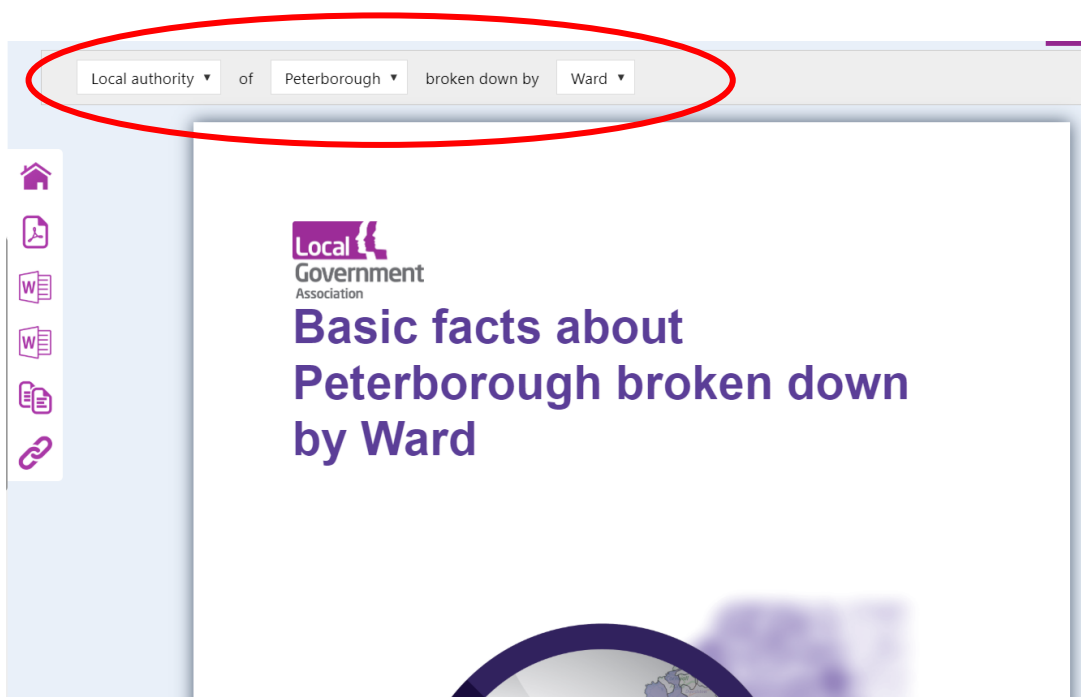 Local authority ▼ of Peterborough ▼ broken down by Ward ▼
W
W
Local
Government
Association
Basic facts about
Peterborough broken down
by Ward